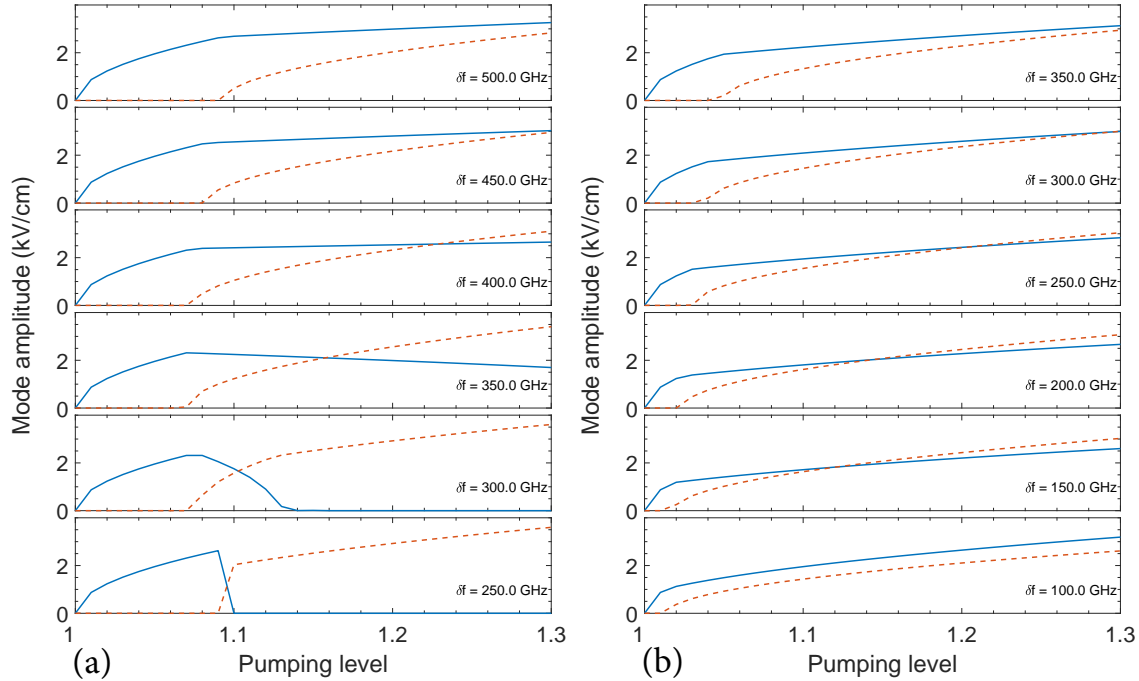 Mode amplitude (kV/cm)
2
0
δf = 500.0 GHz
2
0
δf = 450.0 GHz
2
0
δf = 400.0 GHz
2
0
δf = 350.0 GHz
2
0
δf = 300.0 GHz
2
0
δf = 250.0 GHz
1 1.1 1.2 1.3
Pumping level
(a)
Mode amplitude (kV/cm)
2
0
δf = 350.0 GHz
2
0
δf = 300.0 GHz
2
0
δf = 250.0 GHz
2
0
δf = 200.0 GHz
2
0
δf = 150.0 GHz
2
0
δf = 100.0 GHz
1 1.1 1.2 1.3
Pumping level
(b)